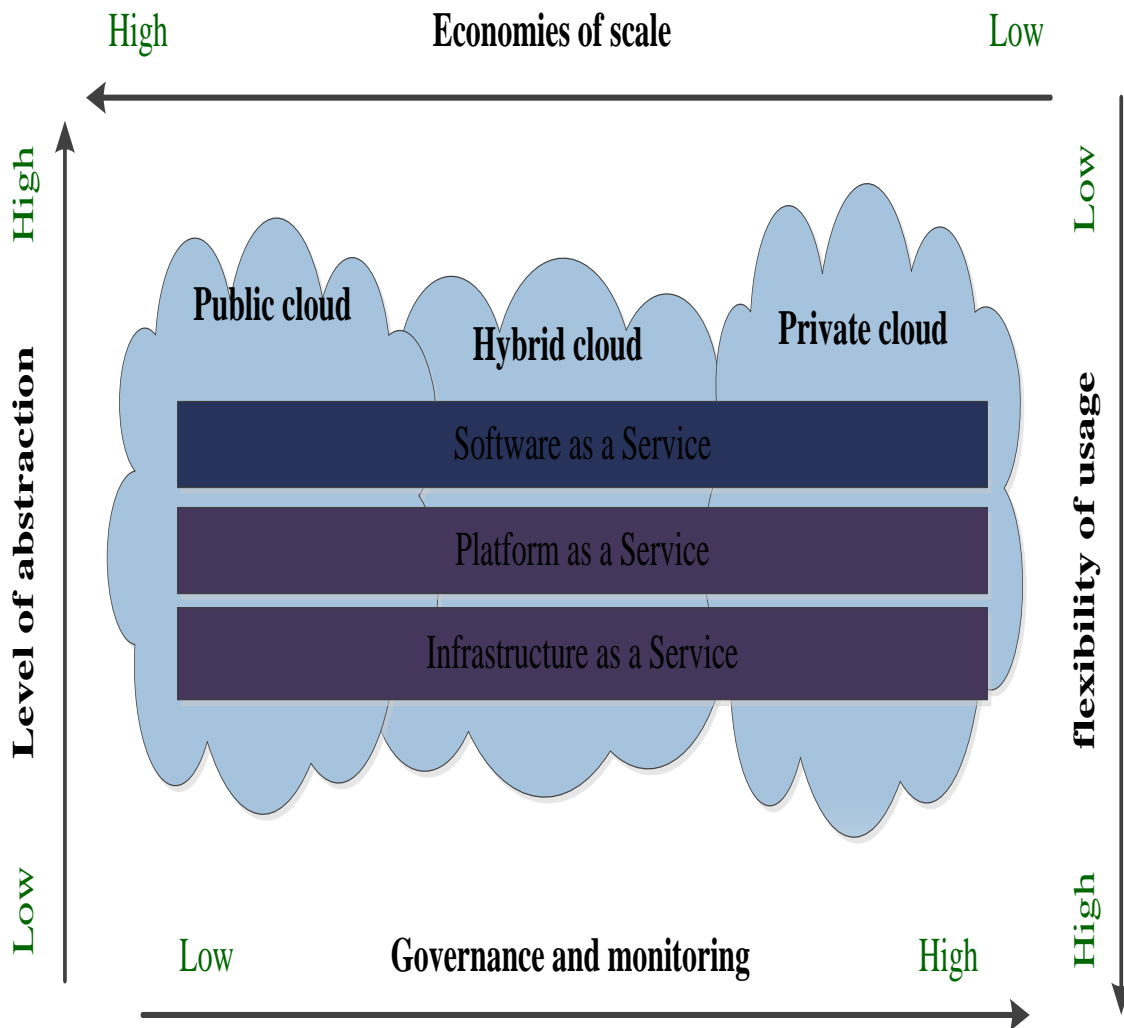 High
Economies of scale
Low
High
Level of abstraction
Low
Low
flexibility of usage
High
Public cloud
Hybrid cloud
Private cloud
Software as a Service
Platform as a Service
Infrastructure as a Service
Low
Governance and monitoring
High